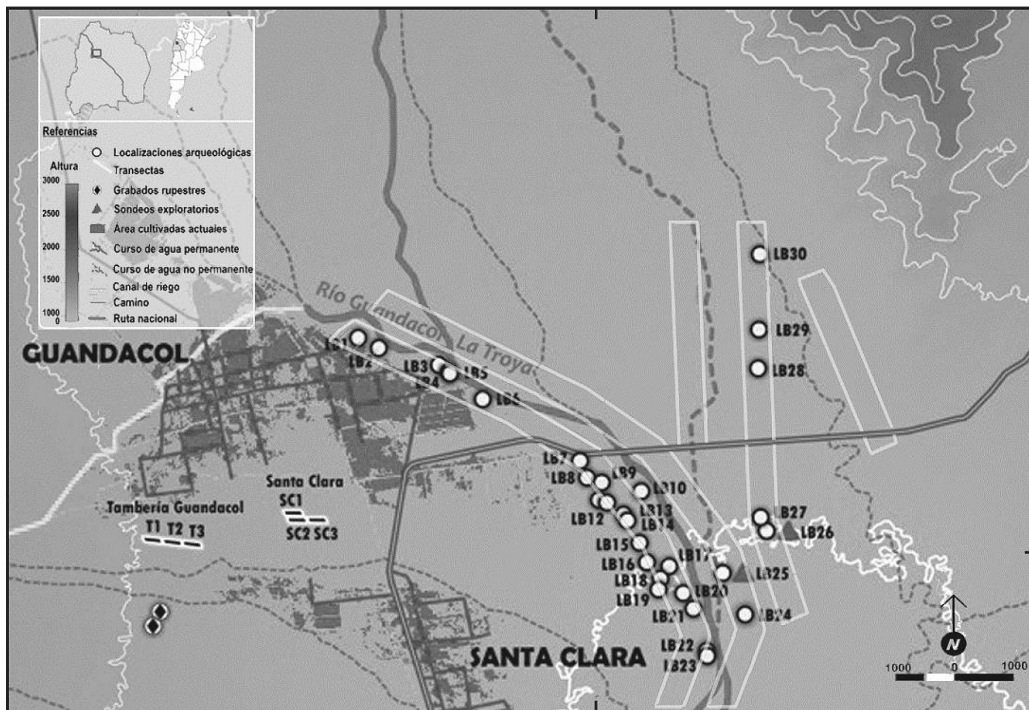 Referencias
Localizaciones arqueológicas
Altura
Transectas
3000
Grabados rupestres
2500
Sondeos exploratorios
2000
Área cultivadas actuales
Curso de agua permanente
1500
Curso de agua no permanente
Canal de riego
1000
Camino
0
Ruta nacional
GUANDACOL
Río Guandacol - La Troya
LB1
LB2
LB3
LB4
LB5
LB6
LB30
LB29
LB28
LB7
LB8
LB9
LB10
LB12
LB13
LB14
LB15
LB16
LB17
LB18
LB19
LB20
LB21
LB27
LB26
LB25
LB24
LB22
LB23
Santa Clara
SC1
SC2 SC3
Tambería Guandacol
T1 T2 T3
SANTA CLARA
N
1000 0 1000